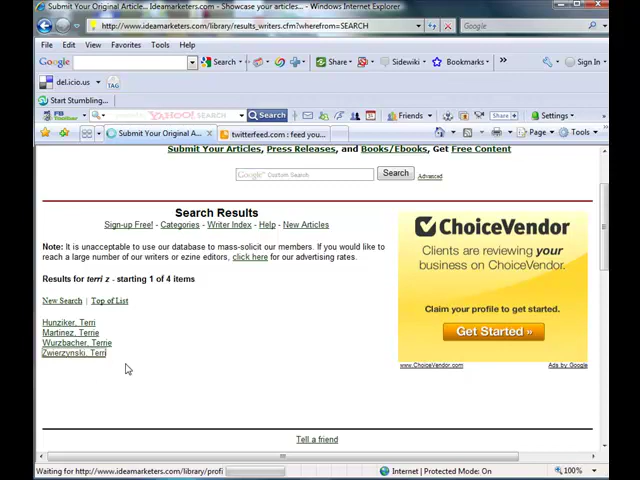 Submit Your Original Article... Ideamarketers.com - Showcase your articles... - Windows Internet Explorer
http://www.ideamarketers.com/library/results_writers.cfm?wherefrom=SEARCH
Google
File Edit View Favorites Tools Help
Google Search Share Bookmarks Sign In
del.icio.us TAG
Start Stumbling...
FB Toolbar YAHOO! SEARCH Search Friends Share Settings
Submit Your Original A... twitterfeed.com : feed you... Page Tools
Submit Your Articles, Press Releases, and Books/Ebooks, Get Free Content
Google™ Custom Search Search Advanced
Search Results
Sign-up Free! - Categories - Writer Index - Help - New Articles
Note: It is unacceptable to use our database to mass-solicit our members. If you would like to
reach a large number of our writers or ezine editors, click here for our advertising rates.
Results for terri z - starting 1 of 4 items
New Search | Top of List
Hunziker, Terri
Martinez, Terrie
Wurzbacher, Terrie
Zwierzynski, Terri
ChoiceVendor
Clients are reviewing your
business on ChoiceVendor.
Claim your profile to get started.
Get Started »
www.ChoiceVendor.com Ads by Google
Tell a friend
Waiting for http://www.ideamarketers.com/library/profi Internet | Protected Mode: On 100%